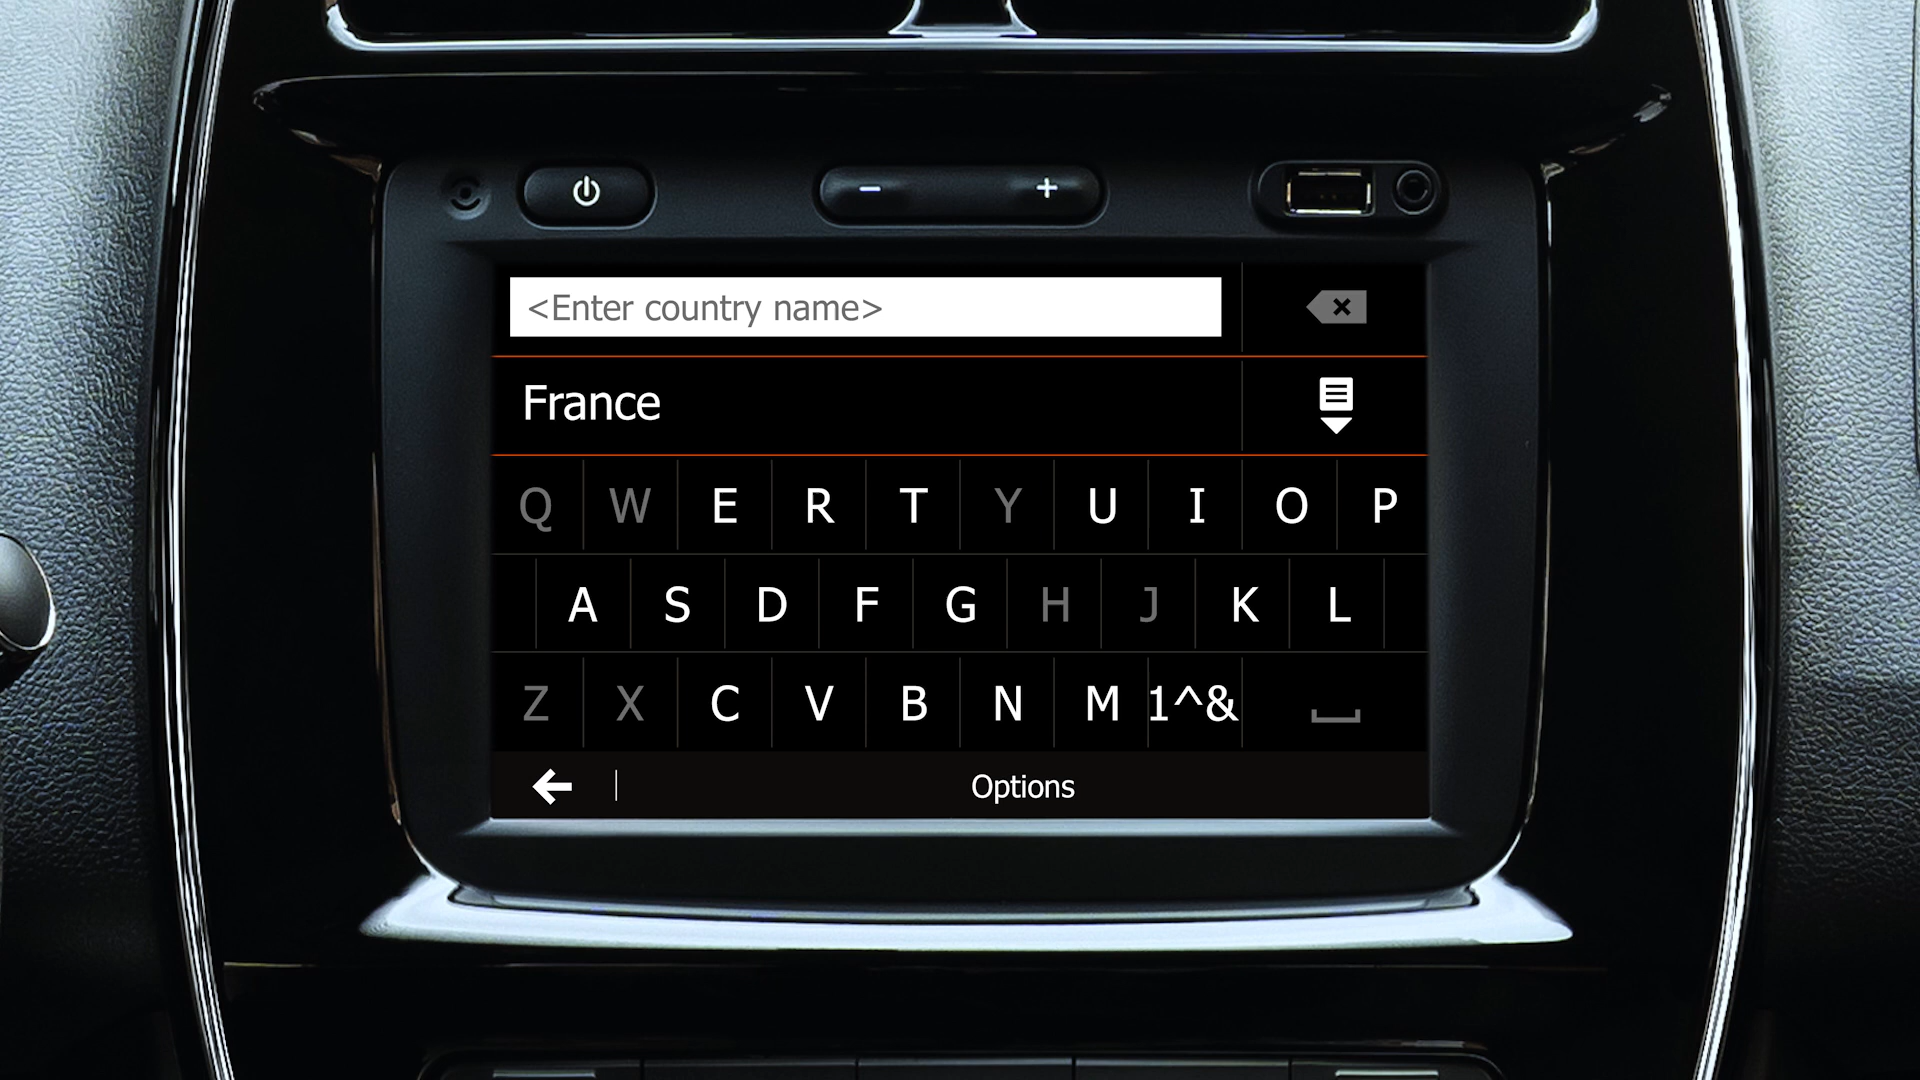 <Enter country name>
France
Q W E R T Y U I O P
A S D F G H J K L
Z X C V B N M 1^&
Options